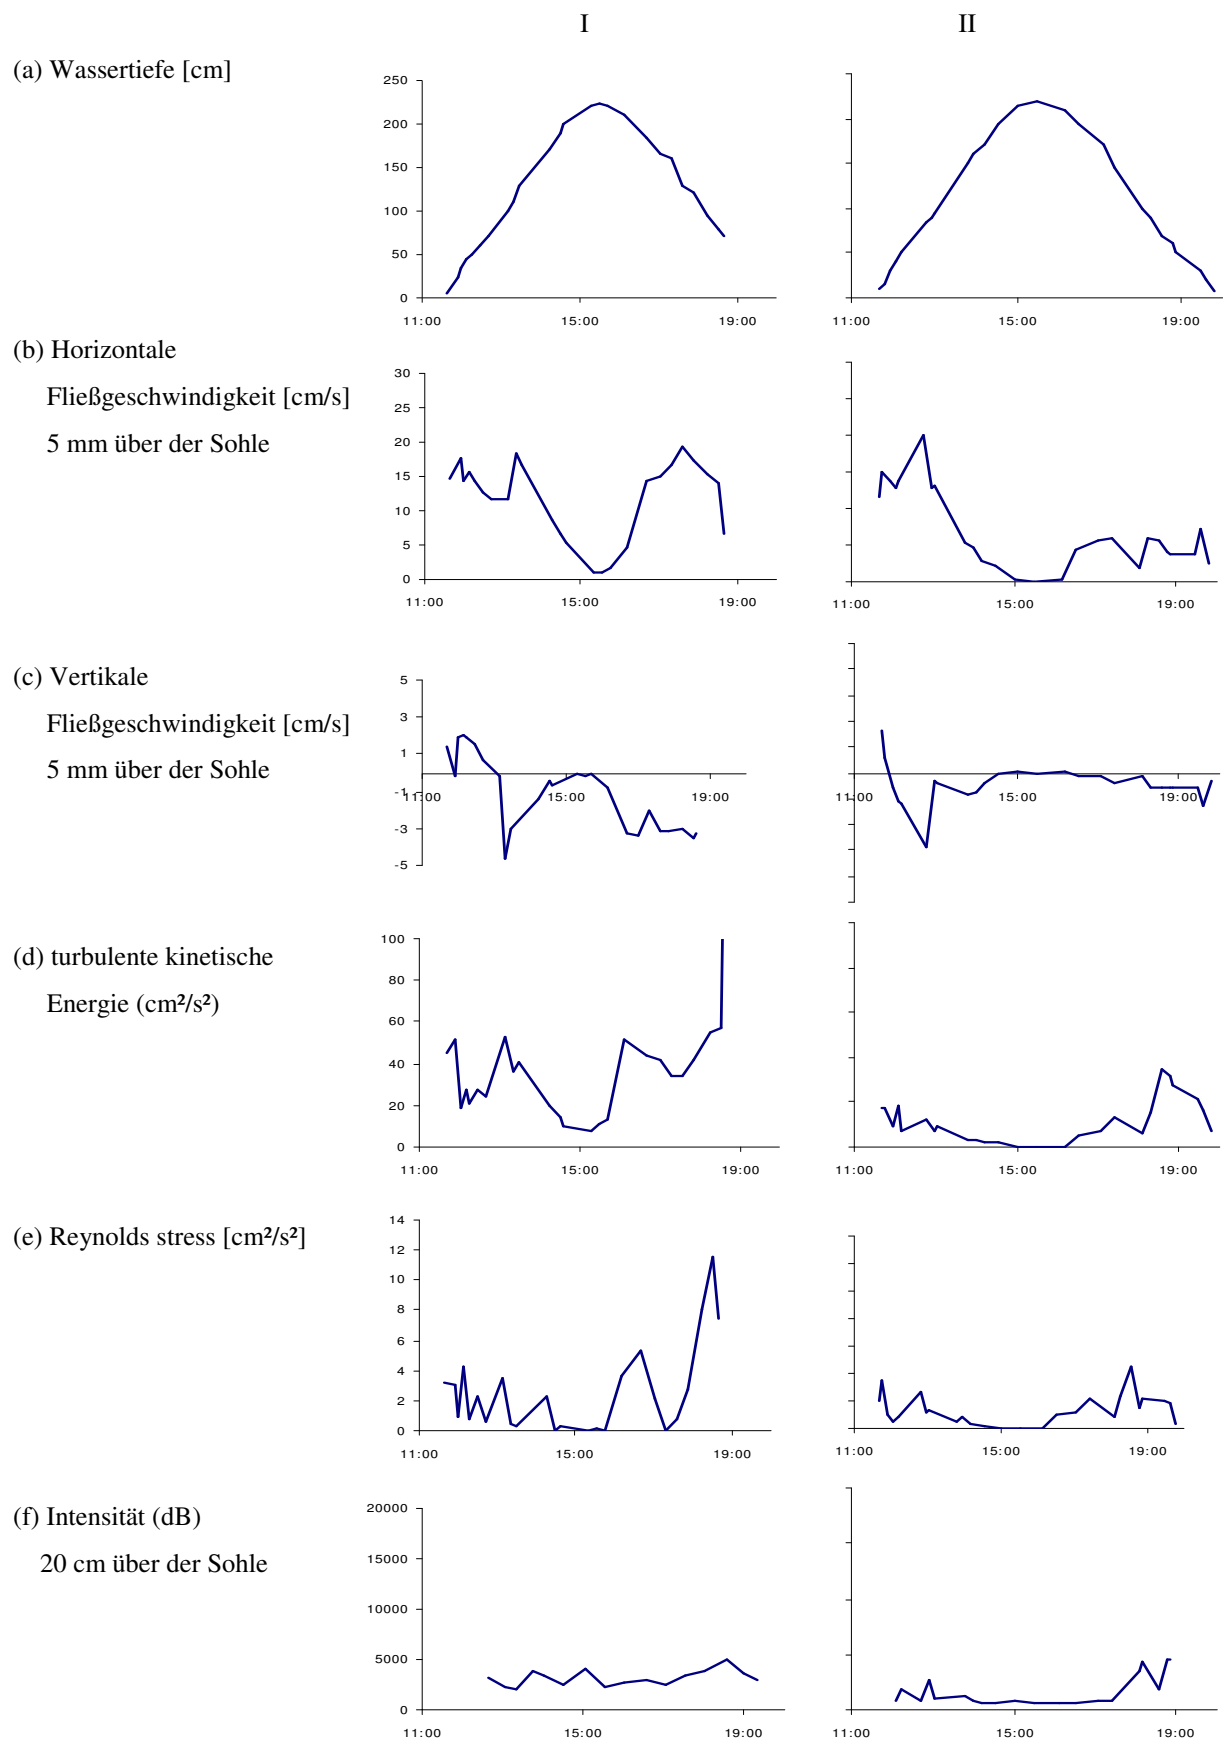 I II
(a) Wassertiefe [cm]
250
200
150
100
50
0
11:00 15:00 19:00
11:00 15:00 19:00
(b) Horizontale
Fließgeschwindigkeit [cm/s]
5 mm über der Sohle
30
25
20
15
10
5
0
11:00 15:00 19:00
11:00 15:00 19:00
(c) Vertikale
Fließgeschwindigkeit [cm/s]
5 mm über der Sohle
5
3
1
-1
-3
-5
11:00 15:00 19:00
11:00 15:00 19:00
(d) turbulente kinetische
Energie (cm²/s²)
100
80
60
40
20
0
11:00 15:00 19:00
11:00 15:00 19:00
(e) Reynolds stress [cm²/s²]
14
12
10
8
6
4
2
0
11:00 15:00 19:00
11:00 15:00 19:00
(f) Intensität (dB)
20 cm über der Sohle
20000
15000
10000
5000
0
11:00 15:00 19:00
11:00 15:00 19:00